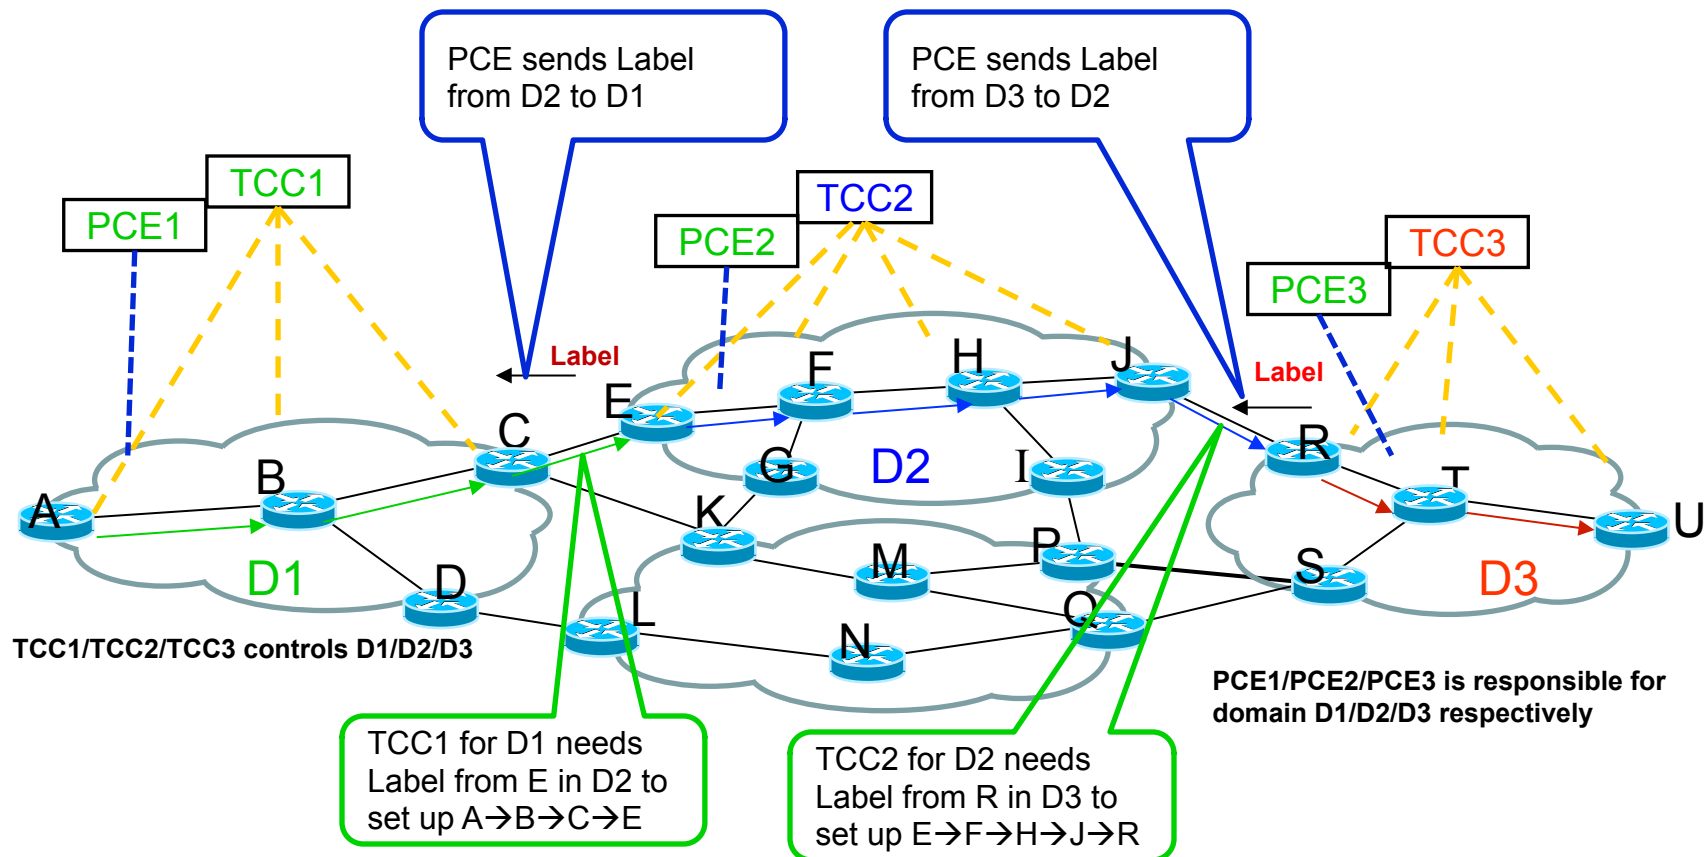 PCE sends Label
from D2 to D1
PCE sends Label
from D3 to D2
TCC1
PCE1
TCC2
PCE2
TCC3
PCE3
Label
Label
A
B
C
D
E
F
G
H
I
J
K
L
M
N
P
Q
R
S
T
U
D1
D2
D3
TCC1/TCC2/TCC3 controls D1/D2/D3
PCE1/PCE2/PCE3 is responsible for
domain D1/D2/D3 respectively
TCC1 for D1 needs
Label from E in D2 to
set up A→B→C→E
TCC2 for D2 needs
Label from R in D3 to
set up E→F→H→J→R